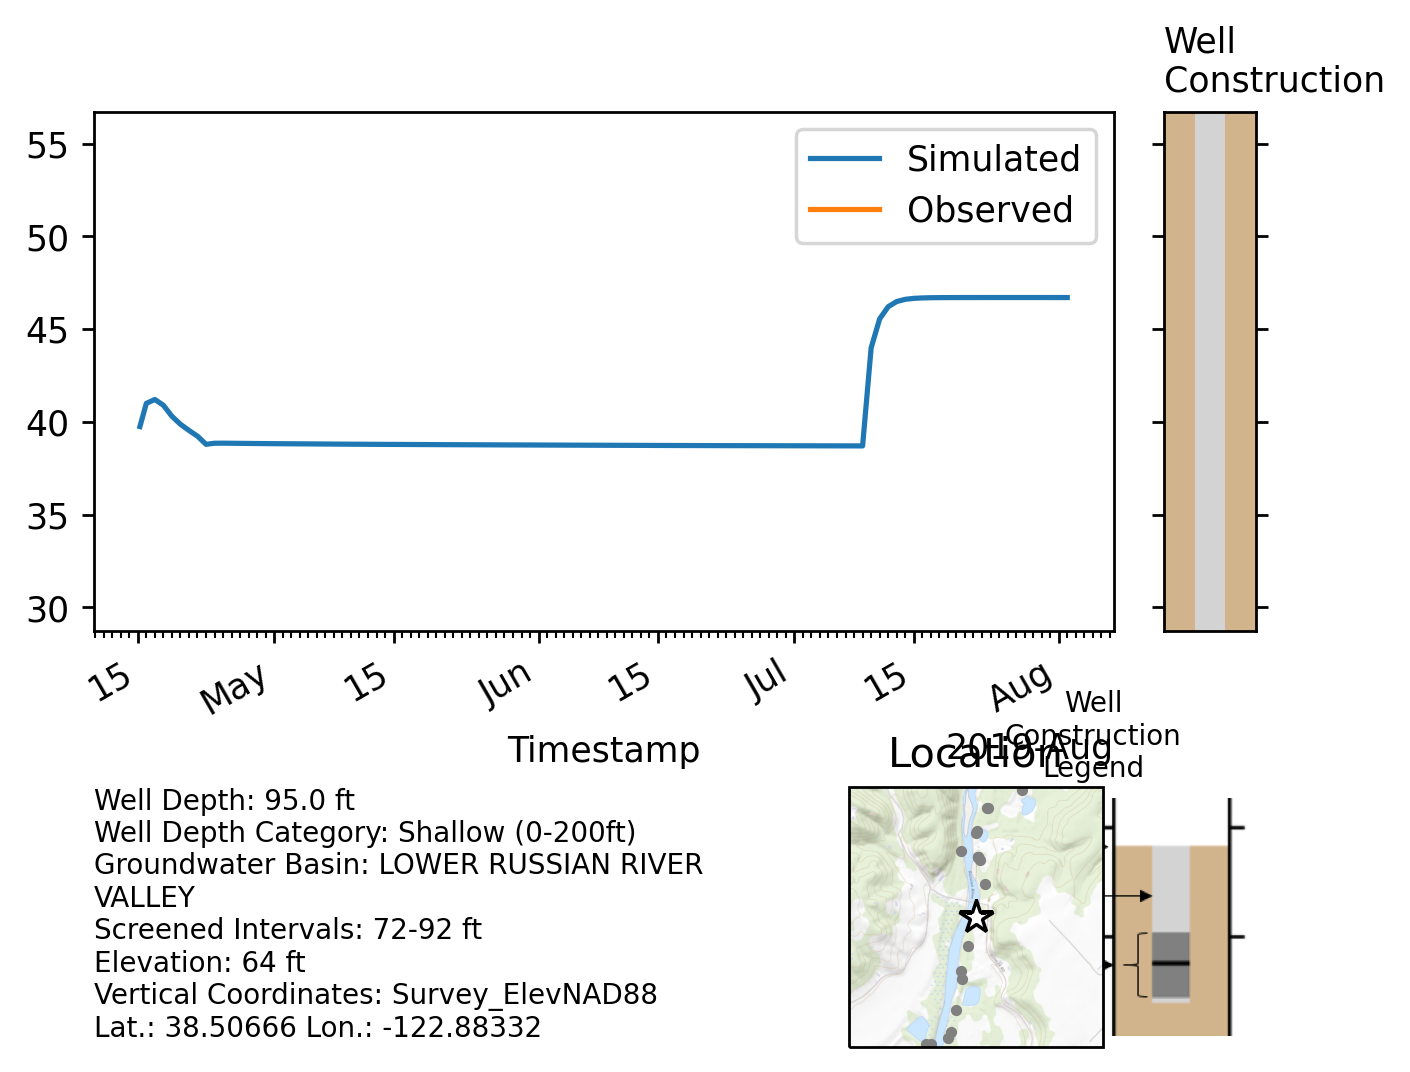 Well
Construction
55
50
45
40
35
30
Simulated
Observed
15
May
15
Jun
15
Jul
15
Aug
Timestamp
2019-Aug
Well
Construction
Legend
Location
Well Depth: 95.0 ft
Well Depth Category: Shallow (0-200ft)
Groundwater Basin: LOWER RUSSIAN RIVER
VALLEY
Screened Intervals: 72-92 ft
Elevation: 64 ft
Vertical Coordinates: Survey_ElevNAD88
Lat.: 38.50666 Lon.: -122.88332